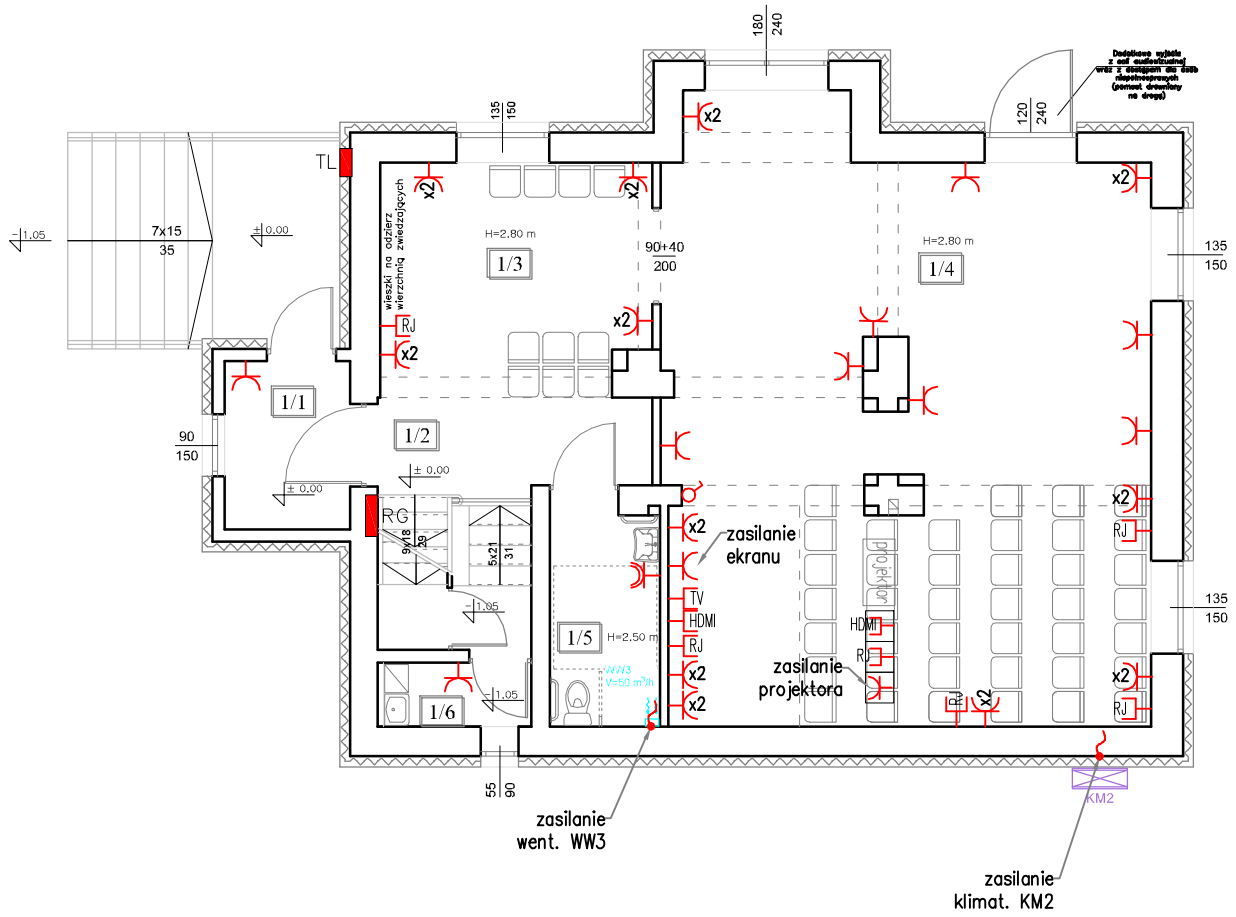 180
240
Dodatkowe wyjście
z sali audiowizualnej
wraz z dostępem dla osób
niepełnosprawnych
(pomost drewniany
na drogę)
135
150
120
240
TL
x2
x2
x2
x2
wieszki na odzierz
wierzchnią zwiedzających
7x15
35
±0.00
-1.05
H=2.80 m
1/3
90+40
200
H=2.80 m
1/4
135
150
RJ
x2
x2
1/1
1/2
90
150
± 0.00
± 0.00
RG
9x18
29
5x21
31
x2
x2
RJ
zasilanie
ekranu
projektor
TV
HDMI
RJ
HDMI
RJ
135
150
-1.05
1/5
H=2.50 m
WW3
V=50 m³/h
x2
zasilanie
projektora
x2
x2
RJ
x2
RJ
-1.05
1/6
55
90
KM2
zasilanie
went. WW3
zasilanie
klimat. KM2